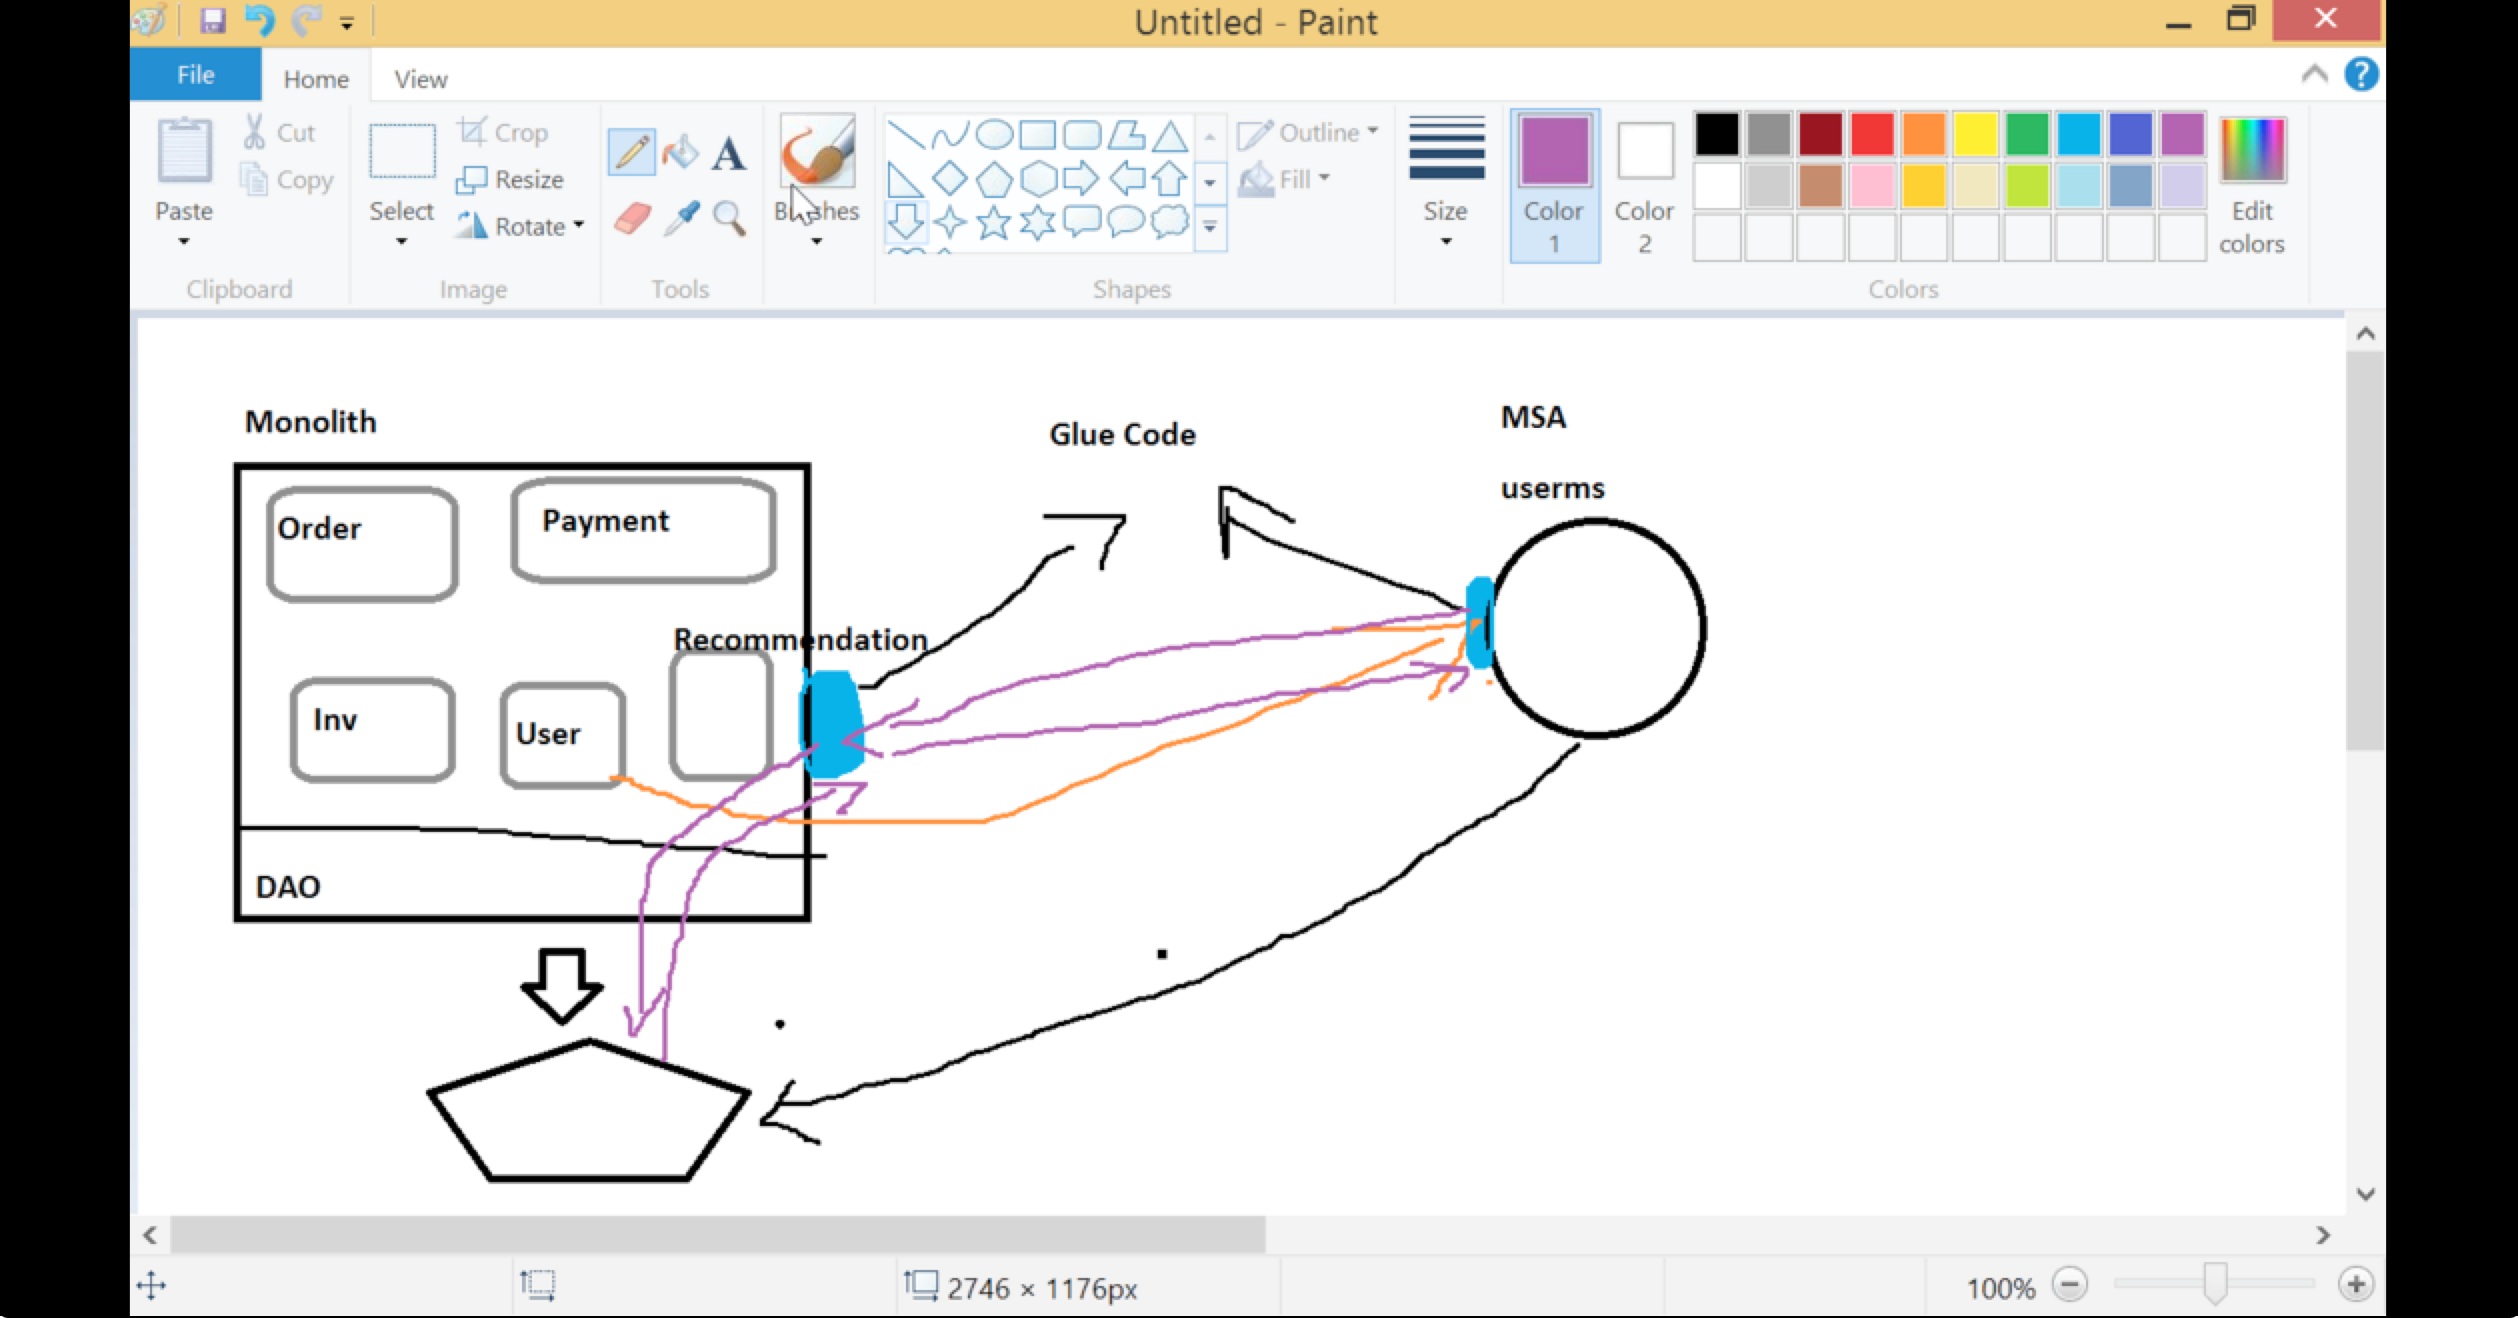 Untitled - Paint
File Home View
Paste
Cut
Copy
Clipboard
Select
Crop
Resize
Rotate
Image
A
Tools
Brushes
Outline
Fill
Shapes
Size
Color 1
Color 2
Edit colors
Colors
Monolith
Order
Payment
Recommendation
Inv
User
DAO
Glue Code
MSA
userms
2746 × 1176px
100%